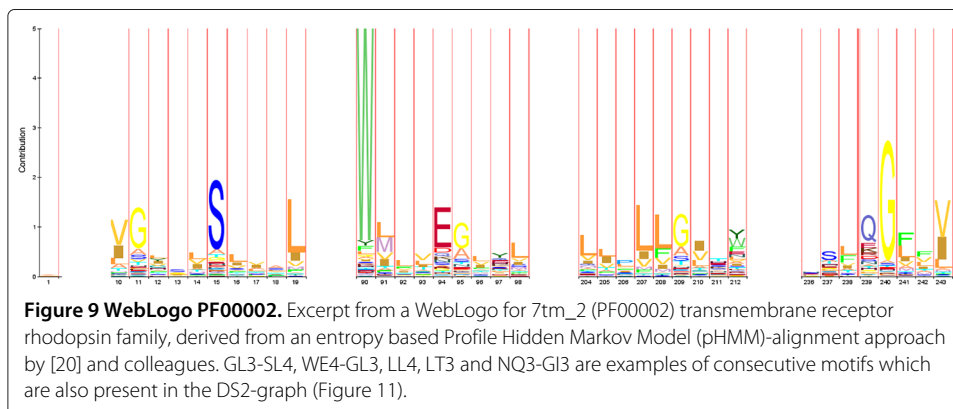 5
4
3
2
1
0
Contribution
1 10 11 12 13 14 15 16 17 18 19 90 91 92 93 94 95 96 97 98 204 205 206 207 208 209 210 211 212 236 237 238 239 240 241 242 243
V G S L W L M E G L L L G Y W S L Q G F V
Figure 9 WebLogo PF00002. Excerpt from a WebLogo for 7tm_2 (PF00002) transmembrane receptor
rhodopsin family, derived from an entropy based Profile Hidden Markov Model (pHMM)-alignment approach
by [20] and colleagues. GL3-SL4, WE4-GL3, LL4, LT3 and NQ3-GI3 are examples of consecutive motifs which
are also present in the DS2-graph (Figure 11).